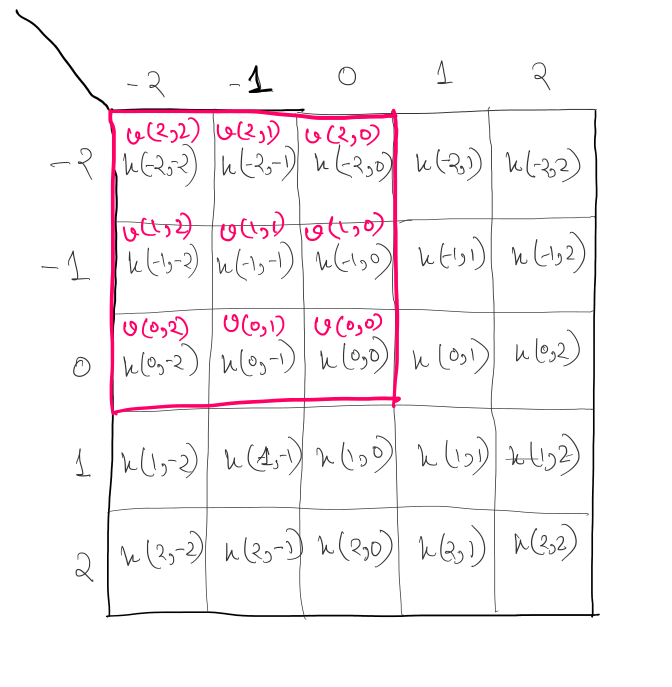 -2 -1 0 1 2
υ(2,2) υ(2,1) υ(2,0)
-2 h(-2,-2) h(-2,-1) h(-2,0) h(-2,1) h(-2,2)
υ(1,2) υ(1,1) υ(1,0)
-1 h(-1,-2) h(-1,-1) h(-1,0) h(-1,1) h(-1,2)
υ(0,2) υ(0,1) υ(0,0)
0 h(0,-2) h(0,-1) h(0,0) h(0,1) h(0,2)
1 h(1,-2) h(1,-1) h(1,0) h(1,1) h(1,2)
2 h(2,-2) h(2,-1) h(2,0) h(2,1) h(2,2)